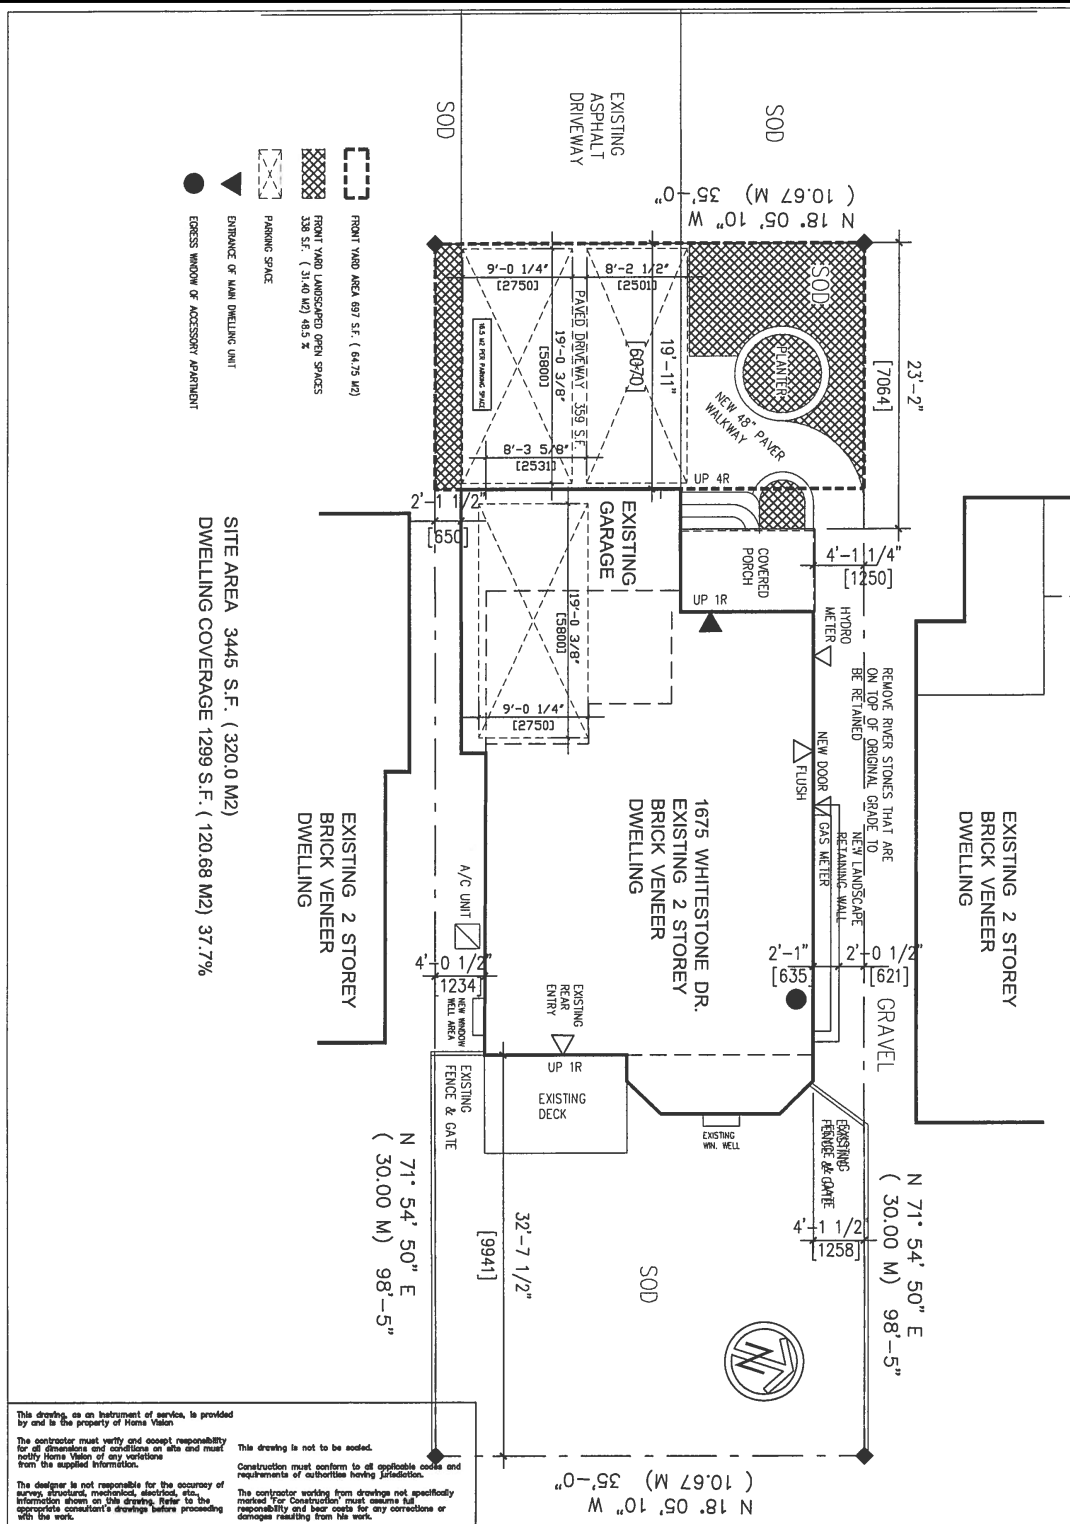 SOD
EXISTING
ASPHALT
DRIVEWAY
SOD
N 18° 05' 10" W
( 10.67 M) 35'-0"
FRONT YARD AREA 697 S.F. ( 64.75 M2)
FRONT YARD LANDSCAPED OPEN SPACES
338 S.F. ( 31.40 M2) 48.5 %
PARKING SPACE
ENTRANCE OF MAIN DWELLING UNIT
EGRESS WINDOW OF ACCESSORY APARTMENT
9'-0 1/4"
[2750]
8'-2 1/2"
[2501]
SOD
PAVED DRIVEWAY 359 S.F.
19'-0 3/8"
[5800]
18.5 M2 PER PARKING SPACE
19'-11"
[6070]
PLANTER
NEW 48" PAVER
WALKWAY
23'-2"
[7064]
8'-3 5/8"
[2531]
UP 4R
2'-1 1/2"
[650]
EXISTING
GARAGE
COVERED
PORCH
4'-1 1/4"
[1250]
UP 1R
HYDRO
METER
19'-0 3/8"
[5800]
9'-0 1/4"
[2750]
REMOVE RIVER STONES THAT ARE
ON TOP OF ORIGINAL GRADE TO
BE RETAINED
NEW DOOR
FLUSH
GAS METER
NEW LANDSCAPE
RETAINING WALL
SITE AREA 3445 S.F. ( 320.0 M2)
DWELLING COVERAGE 1299 S.F. ( 120.68 M2) 37.7%
EXISTING 2 STOREY
BRICK VENEER
DWELLING
1675 WHITESTONE DR.
EXISTING 2 STOREY
BRICK VENEER
DWELLING
EXISTING 2 STOREY
BRICK VENEER
DWELLING
A/C UNIT
4'-0 1/2"
[1234]
NEW WINDOW
WELL AREA
EXISTING
REAR
ENTRY
2'-1"
[635]
2'-0 1/2"
[621]
GRAVEL
UP 1R
EXISTING
FENCE & GATE
EXISTING
DECK
EXISTING
WIN. WELL
EXISTING
FENCE & GATE
N 71° 54' 50" E
( 30.00 M) 98'-5"
32'-7 1/2"
[9941]
4'-1 1/2"
[1258]
N 71° 54' 50" E
( 30.00 M) 98'-5"
SOD
N 18° 05' 10" W
( 10.67 M) 35'-0"
This drawing, as an instrument of service, is provided
by and is the property of Home Vision
The contractor must verify and accept responsibility
for all dimensions and conditions on site and must
notify Home Vision of any variations
from the supplied information.
The designer is not responsible for the accuracy of
survey, structural, mechanical, electrical, etc.,
information shown on this drawing. Refer to the
appropriate consultant's drawings before proceeding
with the work.
This drawing is not to be scaled.
Construction must conform to all applicable codes and
requirements of authorities having jurisdiction.
The contractor working from drawings not specifically
marked 'For Construction' must assume full
responsibility and bear costs for any corrections or
damages resulting from his work.